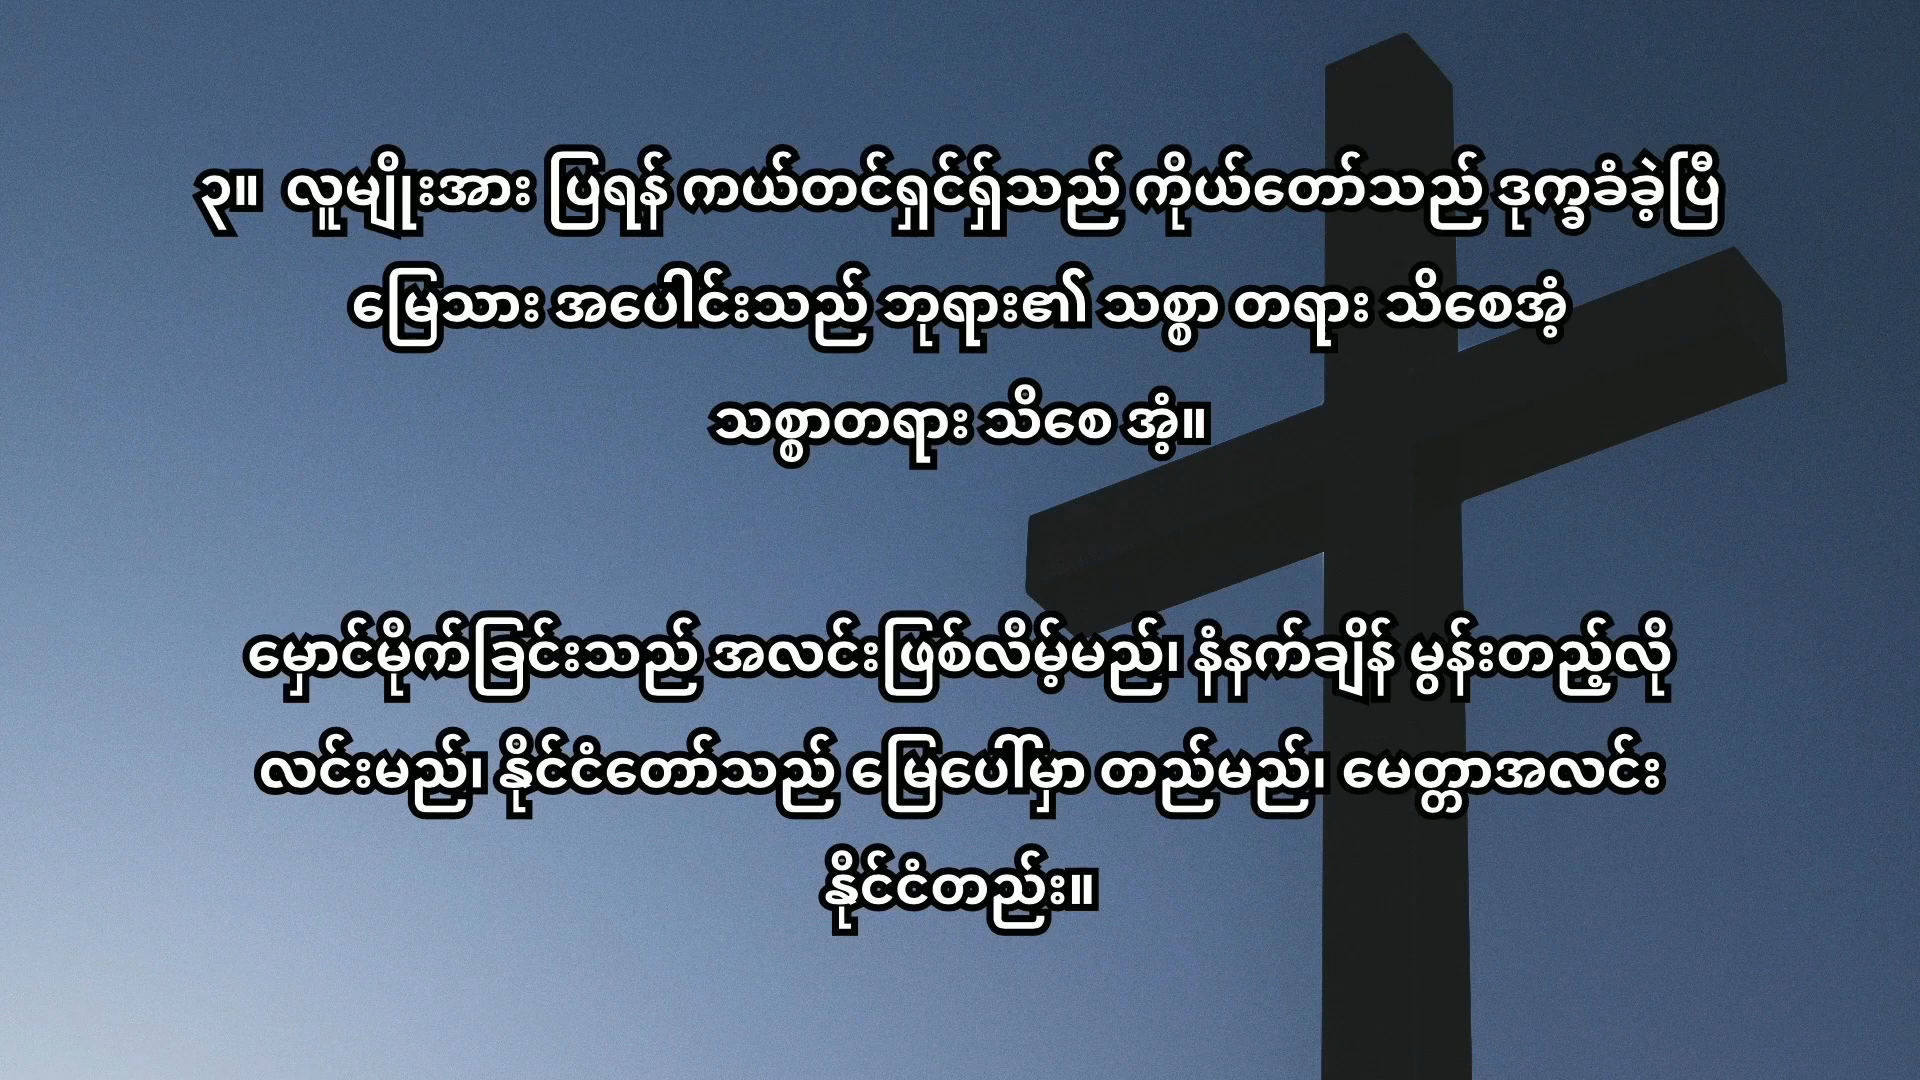 ၃။ လူမျိုးအား ပြရန် ကယ်တင်ရှင်ရှ်သည် ကိုယ်တော်သည် ဒုက္ခခံခဲ့ပြီ
မြေသား အပေါင်းသည် ဘုရား၏ သစ္စာ တရား သိစေအံ့
သစ္စာတရား သိစေ အံ့။
မှောင်မိုက်ခြင်းသည် အလင်းဖြစ်လိမ့်မည်၊ နံနက်ချိန် မွန်းတည့်လို
လင်းမည်၊ နိုင်ငံတော်သည် မြေပေါ်မှာ တည်မည်၊ မေတ္တာအလင်း
နိုင်ငံတည်း။